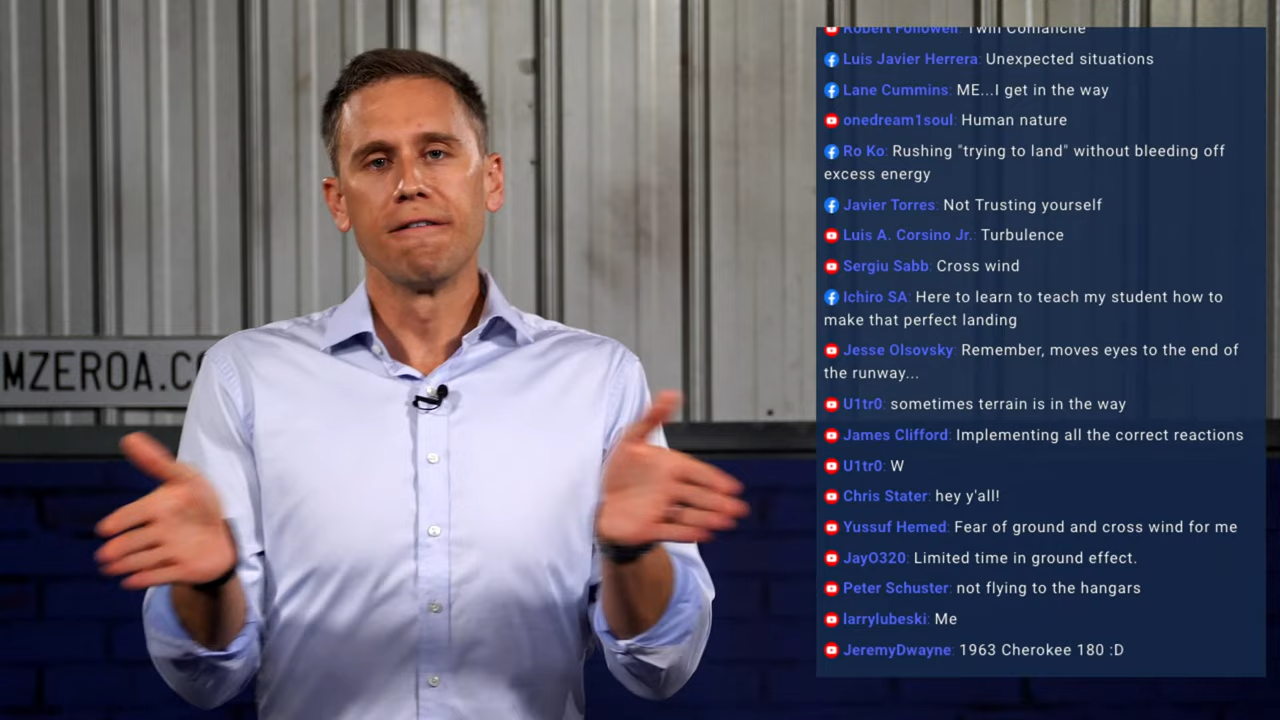 MZEROA.C
Robert Followell: Twin Comanche
Luis Javier Herrera: Unexpected situations
Lane Cummins: ME...I get in the way
onedream1soul: Human nature
Ro Ko: Rushing "trying to land" without bleeding off
excess energy
Javier Torres: Not Trusting yourself
Luis A. Corsino Jr.: Turbulence
Sergiu Sabb: Cross wind
Ichiro SA: Here to learn to teach my student how to
make that perfect landing
Jesse Olsovsky: Remember, moves eyes to the end of
the runway...
U1tr0: sometimes terrain is in the way
James Clifford: Implementing all the correct reactions
U1tr0: W
Chris Stater: hey y'all!
Yussuf Hemed: Fear of ground and cross wind for me
JayO320: Limited time in ground effect.
Peter Schuster: not flying to the hangars
larrylubeski: Me
JeremyDwayne: 1963 Cherokee 180 :D